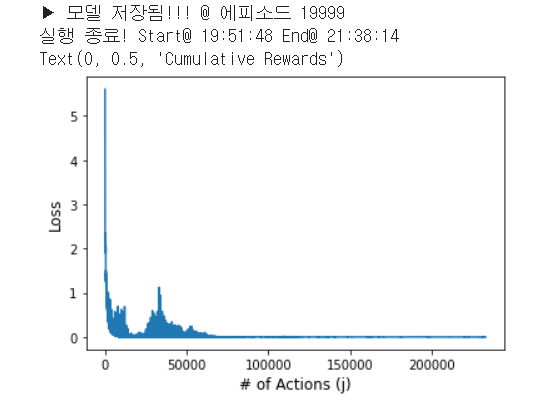 ▶ 모델 저장됨!!! @ 에피소드 19999
실행 종료! Start@ 19:51:48 End@ 21:38:14
Text(0, 0.5, 'Cumulative Rewards')
5
4
3
2
1
0
Loss
0 50000 100000 150000 200000
# of Actions (j)